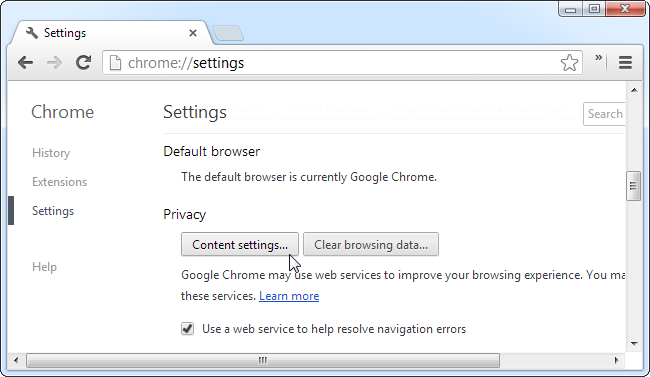 Settings
chrome://settings
»
Chrome
Settings
Search
History
Extensions
Settings
Help
Default browser
The default browser is currently Google Chrome.
Privacy
Content settings...
Clear browsing data...
Google Chrome may use web services to improve your browsing experience. You ma
these services. Learn more
Use a web service to help resolve navigation errors